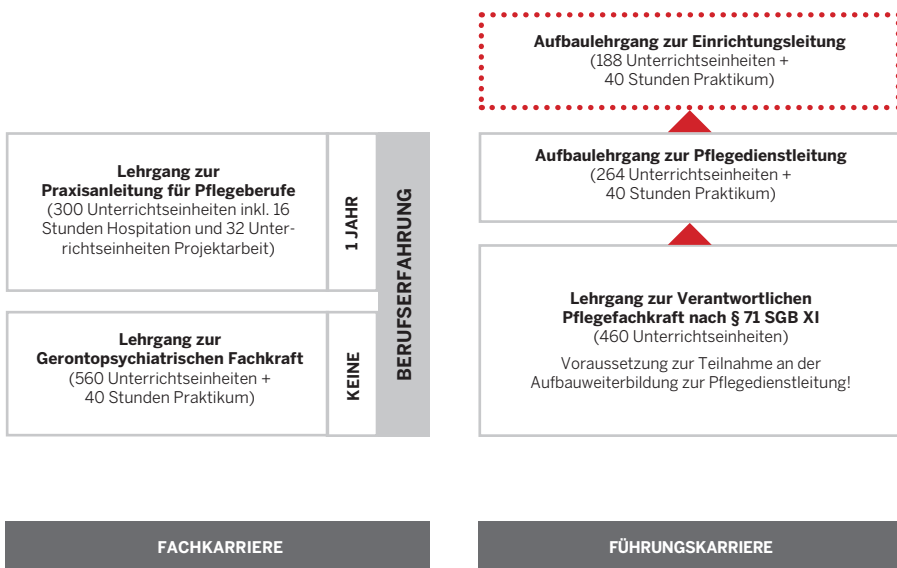 Aufbaulehrgang zur Einrichtungsleitung
(188 Unterrichtseinheiten +
40 Stunden Praktikum)
Lehrgang zur
Praxisanleitung für Pflegeberufe
(300 Unterrichtseinheiten inkl. 16
Stunden Hospitation und 32 Unter-
richtseinheiten Projektarbeit)
1 JAHR
BERUFSERFAHRUNG
Aufbaulehrgang zur Pflegedienstleitung
(264 Unterrichtseinheiten +
40 Stunden Praktikum)
Lehrgang zur
Gerontopsychiatrischen Fachkraft
(560 Unterrichtseinheiten +
40 Stunden Praktikum)
KEINE
Lehrgang zur Verantwortlichen
Pflegefachkraft nach § 71 SGB XI
(460 Unterrichtseinheiten)
Voraussetzung zur Teilnahme an der
Aufbauweiterbildung zur Pflegedienstleitung!
FACHKARRIERE
FÜHRUNGSKARRIERE